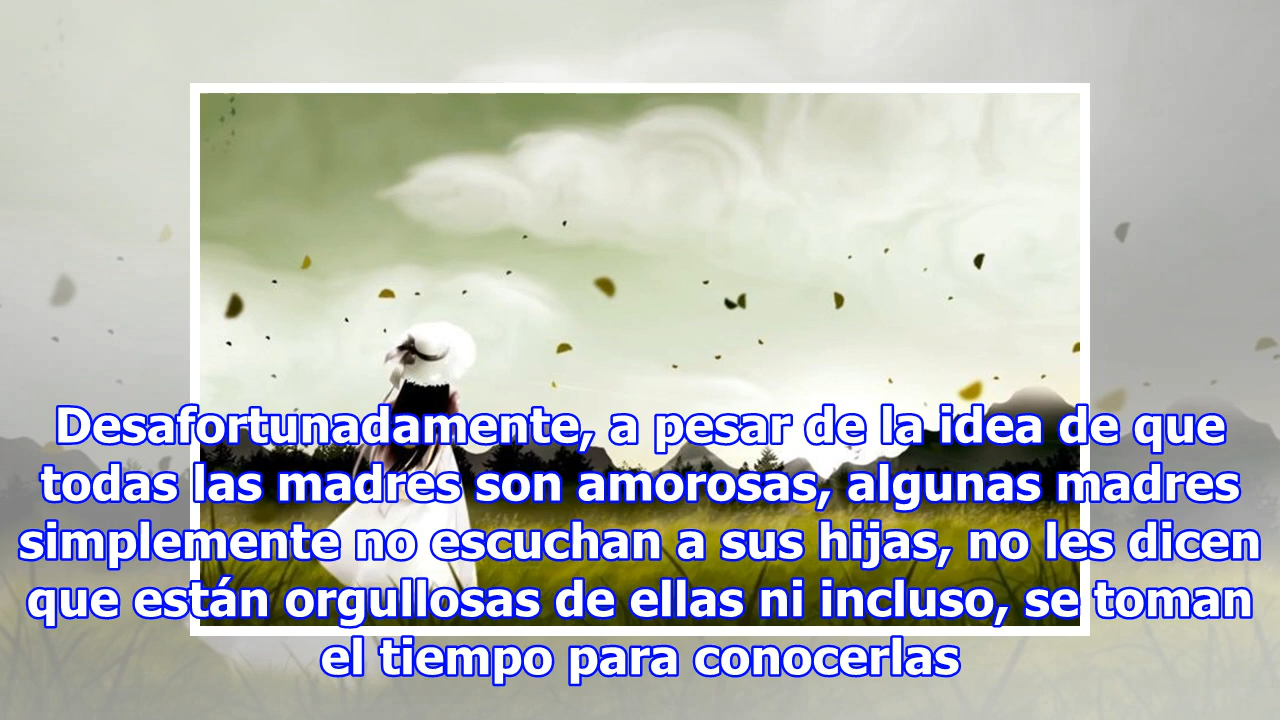 Desafortunadamente, a pesar de la idea de que
todas las madres son amorosas, algunas madres
simplemente no escuchan a sus hijas, no les dicen
que están orgullosas de ellas ni incluso, se toman
el tiempo para conocerlas